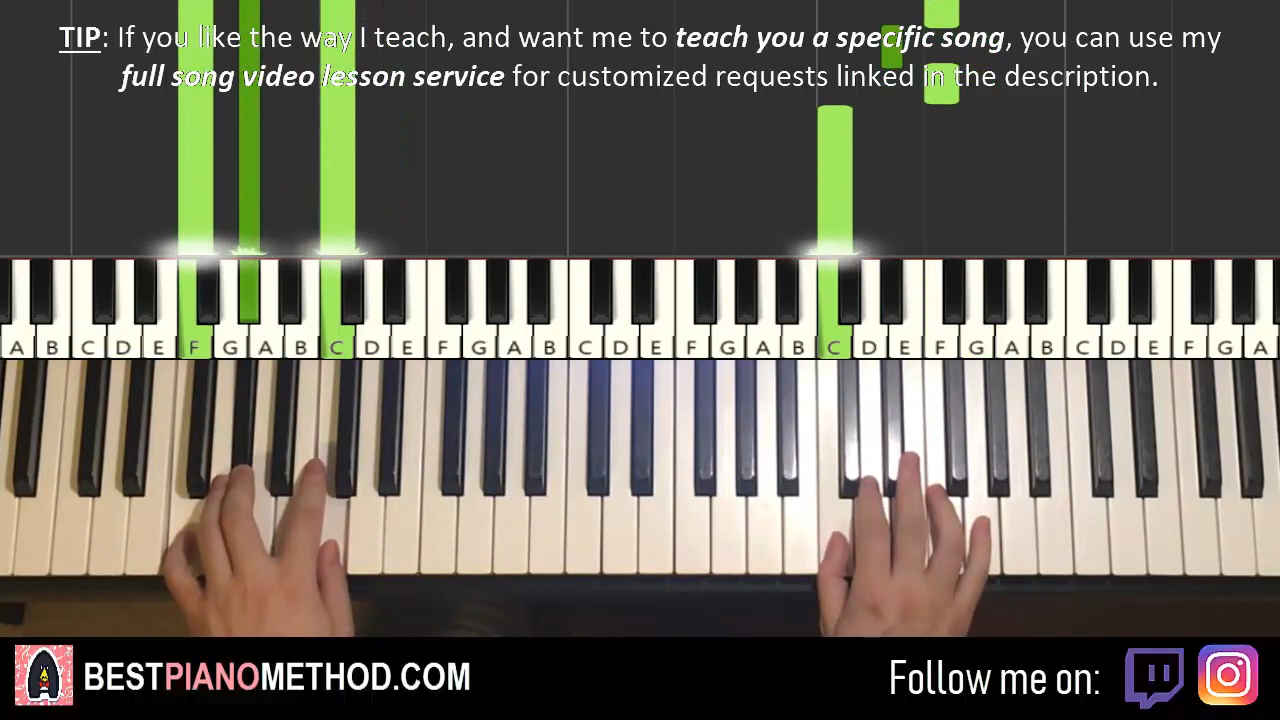 TIP: If you like the way I teach, and want me to teach you a specific song, you can use my
full song video lesson service for customized requests linked in the description.
A B C D E F G A B C D E F G A B C D E F G A B C D E F G A B C D E F G A
BESTPIANOMETHOD.COM
Follow me on: